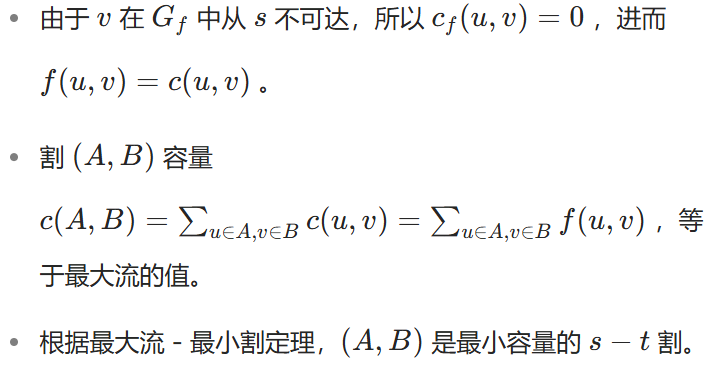 • 由于 v 在 G_f 中从 s 不可达，所以 c_f(u, v) = 0 ，进而
f(u, v) = c(u, v) 。
• 割 (A, B) 容量
c(A, B) = ∑_{u∈A,v∈B} c(u, v) = ∑_{u∈A,v∈B} f(u, v) ，等
于最大流的值。
• 根据最大流 - 最小割定理，(A, B) 是最小容量的 s − t 割。